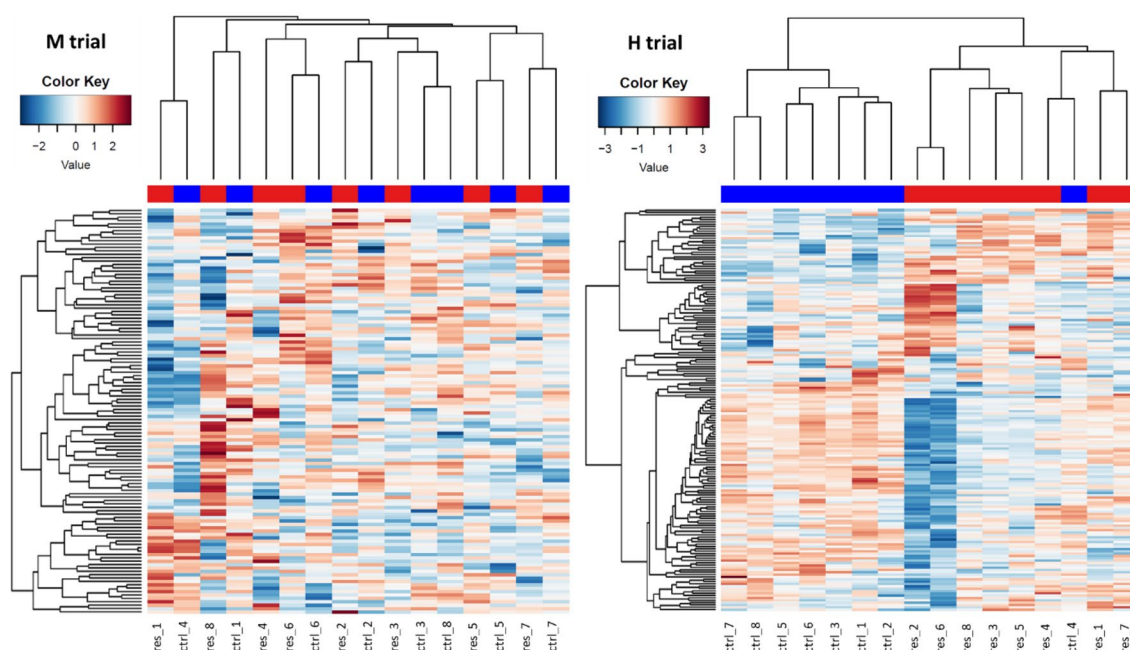 M trial
Color Key
−2 0 1 2
Value
res_1
ctrl_4
res_8
ctrl_1
res_4
res_6
ctrl_6
res_2
ctrl_2
res_3
ctrl_3
ctrl_8
res_5
ctrl_5
res_7
ctrl_7
H trial
Color Key
−3 −1 1 3
Value
ctrl_7
ctrl_8
ctrl_5
ctrl_6
ctrl_3
ctrl_1
ctrl_2
res_2
res_6
res_8
res_3
res_5
res_4
ctrl_4
res_1
res_7